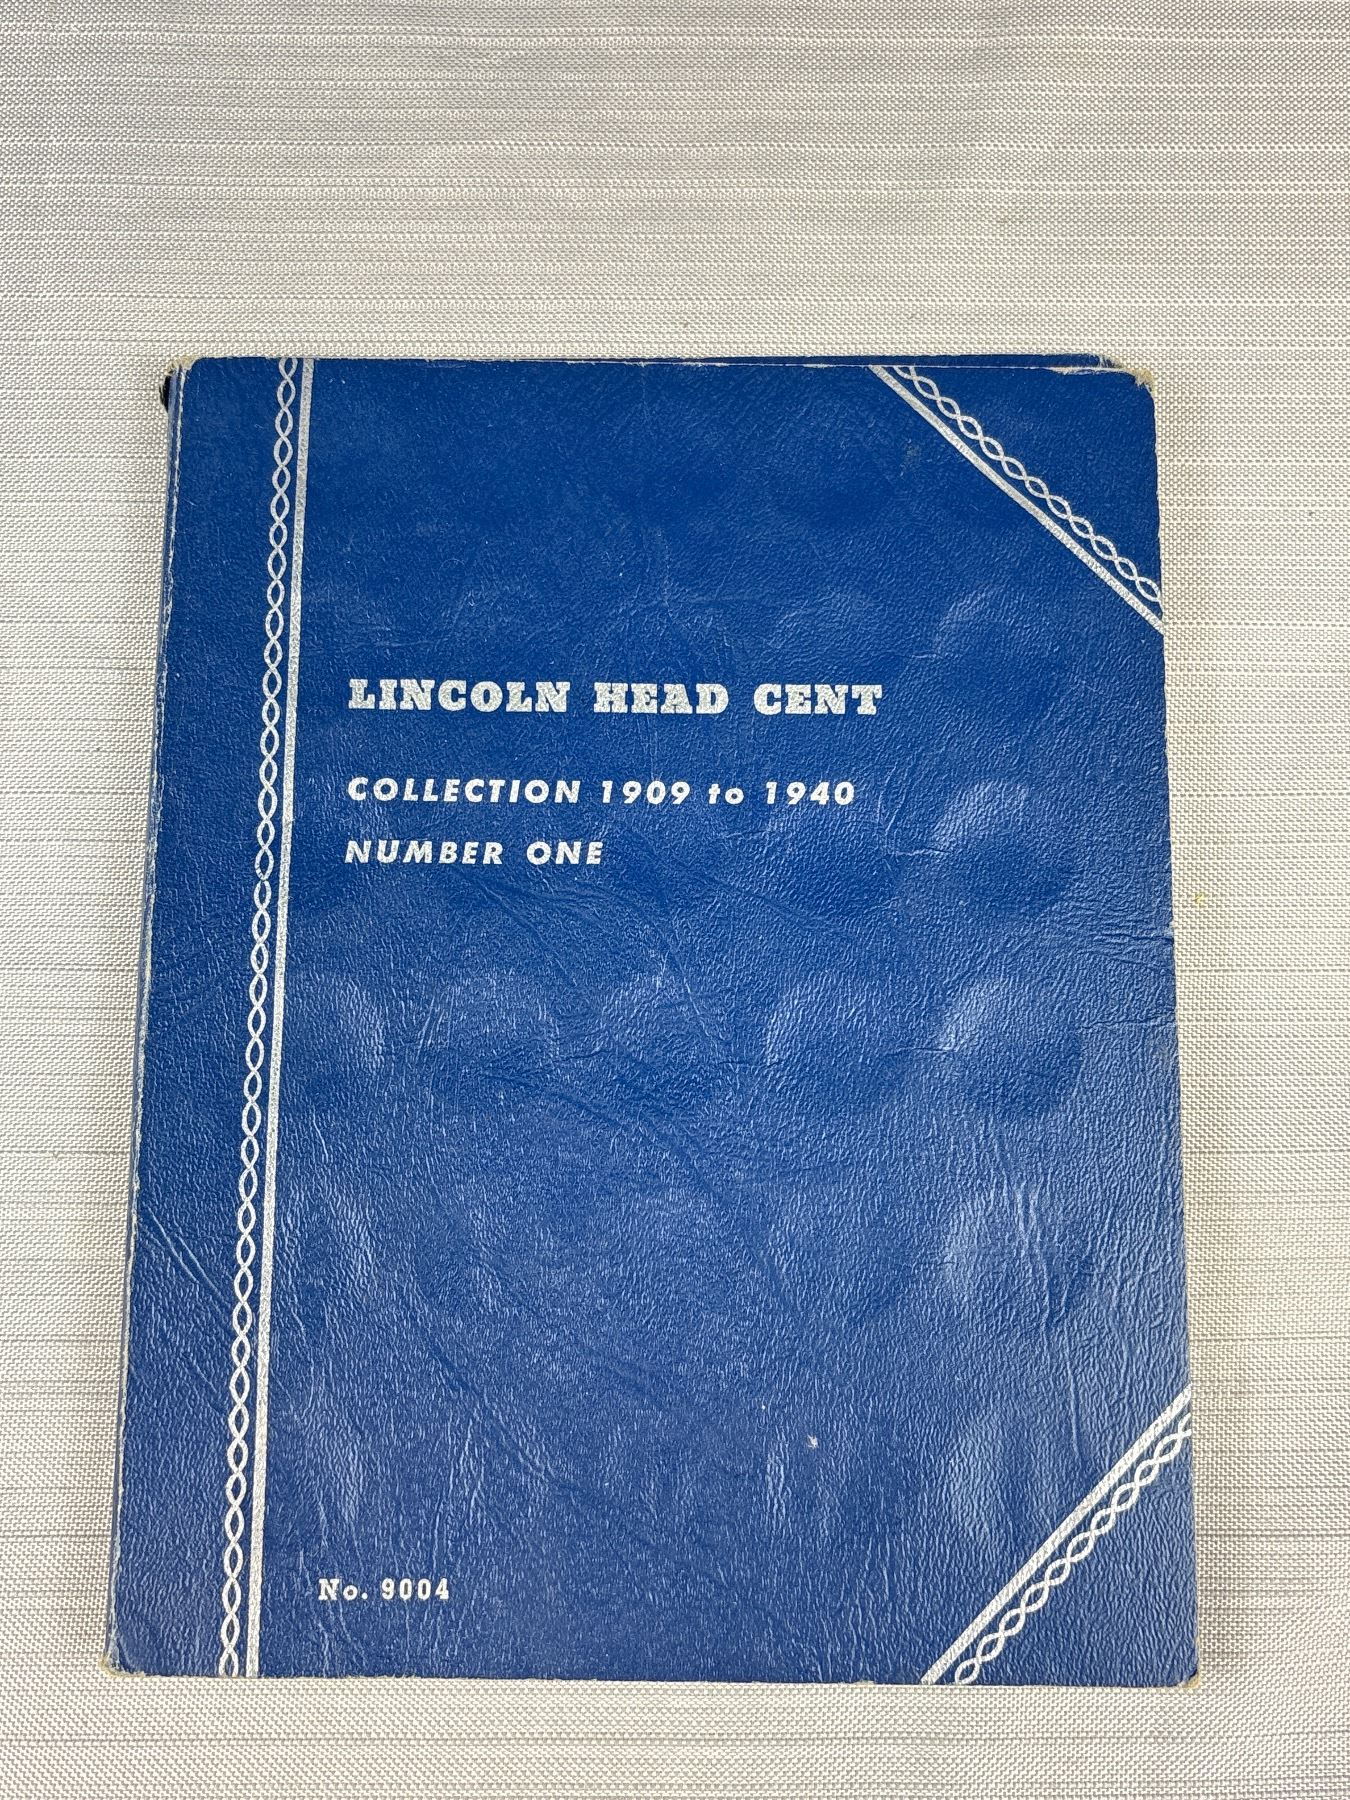 LINCOLN HEAD CENT
COLLECTION 1909 to 1940
NUMBER ONE
No. 9004